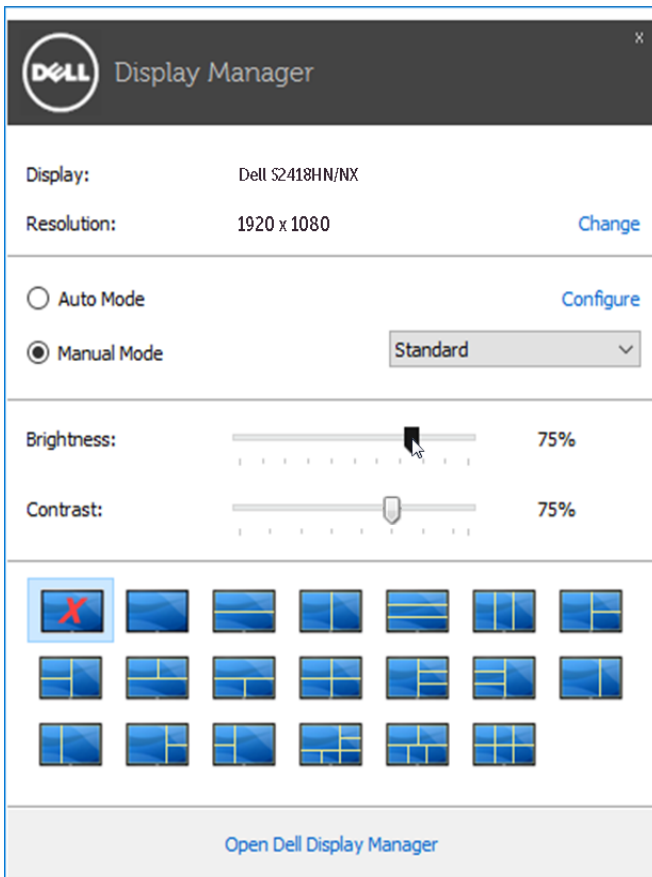 DELL Display Manager x
Display: Dell S2418HN/NX
Resolution: 1920 x 1080 Change
Auto Mode Configure
Manual Mode Standard
Brightness: 75%
Contrast: 75%
X
Open Dell Display Manager